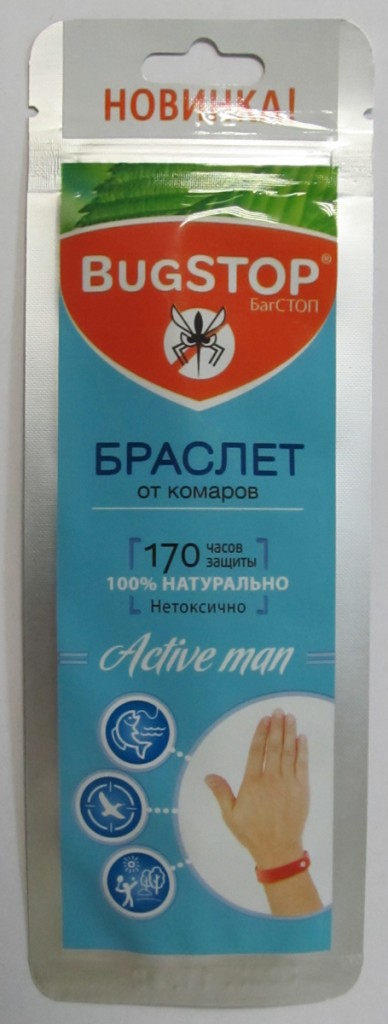 НОВИНКА!
BUGSTOP®
БагСТОП
БРАСЛЕТ
от комаров
170 часов
защиты
100% НАТУРАЛЬНО
Нетоксично
Active man